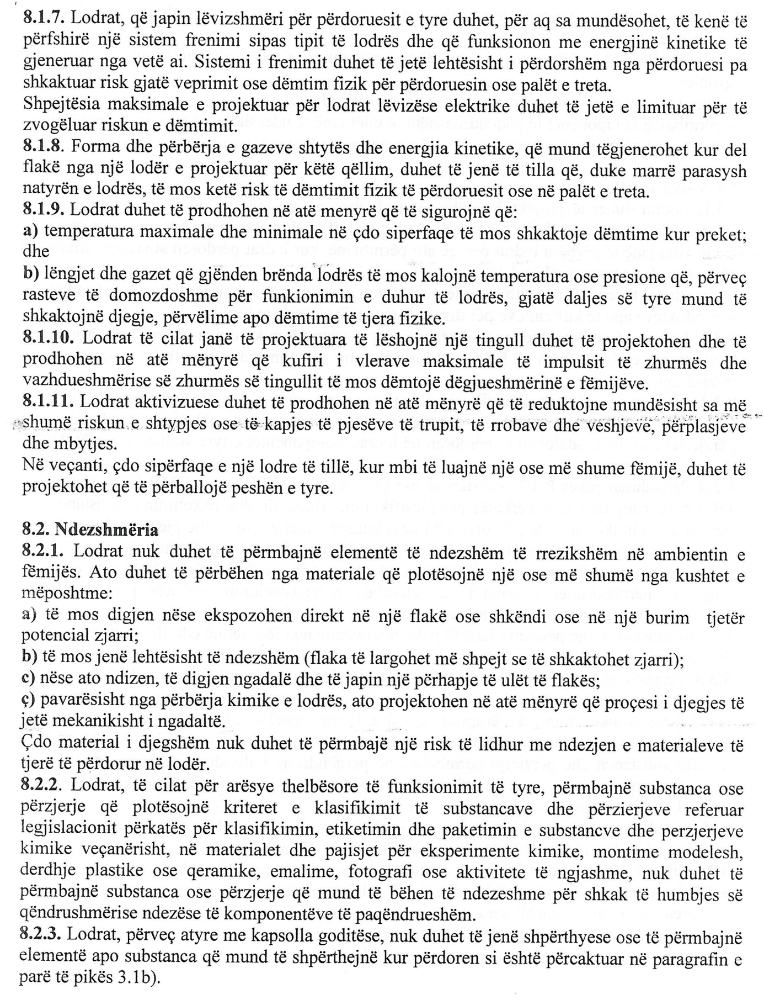 8.1.7. Lodrat, që japin lëvizshmëri për përdoruesit e tyre duhet, për aq sa mundësohet, të kenë të
përfshirë një sistem frenimi sipas tipit të lodrës dhe që funksionon me energjinë kinetike të
gjeneruar nga vetë ai. Sistemi i frenimit duhet të jetë lehtësisht i përdorshëm nga përdoruesi pa
shkaktuar risk gjatë veprimit ose dëmtim fizik për përdoruesin ose palët e treta.
Shpejtësia maksimale e projektuar për lodrat lëvizëse elektrike duhet të jetë e limituar për të
zvogëluar riskun e dëmtimit.
8.1.8. Forma dhe përbërja e gazeve shtytës dhe energjia kinetike, që mund tëgjenerohet kur del
flakë nga një lodër e projektuar për këtë qëllim, duhet të jenë të tilla që, duke marrë parasysh
natyrën e lodrës, të mos ketë risk të dëmtimit fizik të përdoruesit ose në palët e treta.
8.1.9. Lodrat duhet të prodhohen në atë menyrë që të sigurojnë që:
a) temperatura maximale dhe minimale në çdo siperfaqe të mos shkaktoje dëmtime kur preket;
dhe
b) lëngjet dhe gazet që gjënden brënda lodrës të mos kalojnë temperatura ose presione që, përveç
rasteve të domozdoshme për funkionimin e duhur të lodrës, gjatë daljes së tyre mund të
shkaktojnë djegje, përvëlime apo dëmtime të tjera fizike.
8.1.10. Lodrat të cilat janë të projektuara të lëshojnë një tingull duhet të projektohen dhe të
prodhohen në atë mënyrë që kufiri i vlerave maksimale të impulsit të zhurmës dhe
vazhdueshmërise së zhurmës së tingullit të mos dëmtojë dëgjueshmërinë e fëmijëve.
8.1.11. Lodrat aktivizuese duhet të prodhohen në atë mënyrë që të reduktojne mundësisht sa më
shumë riskun e shtypjes ose të kapjes të pjesëve të trupit, të rrobave dhe veshjeve, përplasjeve
dhe mbytjes.
Në veçanti, çdo sipërfaqe e një lodre të tillë, kur mbi të luajnë një ose më shume fëmijë, duhet të
projektohet që të përballojë peshën e tyre.
8.2. Ndezshmëria
8.2.1. Lodrat nuk duhet të përmbajnë elementë të ndezshëm të rrezikshëm në ambientin e
fëmijës. Ato duhet të përbëhen nga materiale që plotësojnë një ose më shumë nga kushtet e
mëposhtme:
a) të mos digjen nëse ekspozohen direkt në një flakë ose shkëndi ose në një burim tjetër
potencial zjarri;
b) të mos jenë lehtësisht të ndezshëm (flaka të largohet më shpejt se të shkaktohet zjarri);
c) nëse ato ndizen, të digjen ngadalë dhe të japin një përhapje të ulët të flakës;
ç) pavarësisht nga përbërja kimike e lodrës, ato projektohen në atë mënyrë që proçesi i djegjes të
jetë mekanikisht i ngadaltë.
Çdo material i djegshëm nuk duhet të përmbajë një risk të lidhur me ndezjen e materialeve të
tjerë të përdorur në lodër.
8.2.2. Lodrat, të cilat për arësye thelbësore të funksionimit të tyre, përmbajnë substanca ose
përzjerje që plotësojnë kriteret e klasifikimit të substancave dhe përzierjeve referuar
legjislacionit përkatës për klasifikimin, etiketimin dhe paketimin e substancve dhe perzjerjeve
kimike veçanërisht, në materialet dhe pajisjet për eksperimente kimike, montime modelesh,
derdhje plastike ose qeramike, emalime, fotografi ose aktivitete të ngjashme, nuk duhet të
përmbajnë substanca ose përzjerje që mund të bëhen të ndezeshme për shkak të humbjes së
qëndrushmërise ndezëse të komponentëve të paqëndrueshëm.
8.2.3. Lodrat, përveç atyre me kapsolla goditëse, nuk duhet të jenë shpërthyese ose të përmbajnë
elementë apo substanca që mund të shpërthejnë kur përdoren si është përcaktuar në paragrafin e
parë të pikës 3.1b).